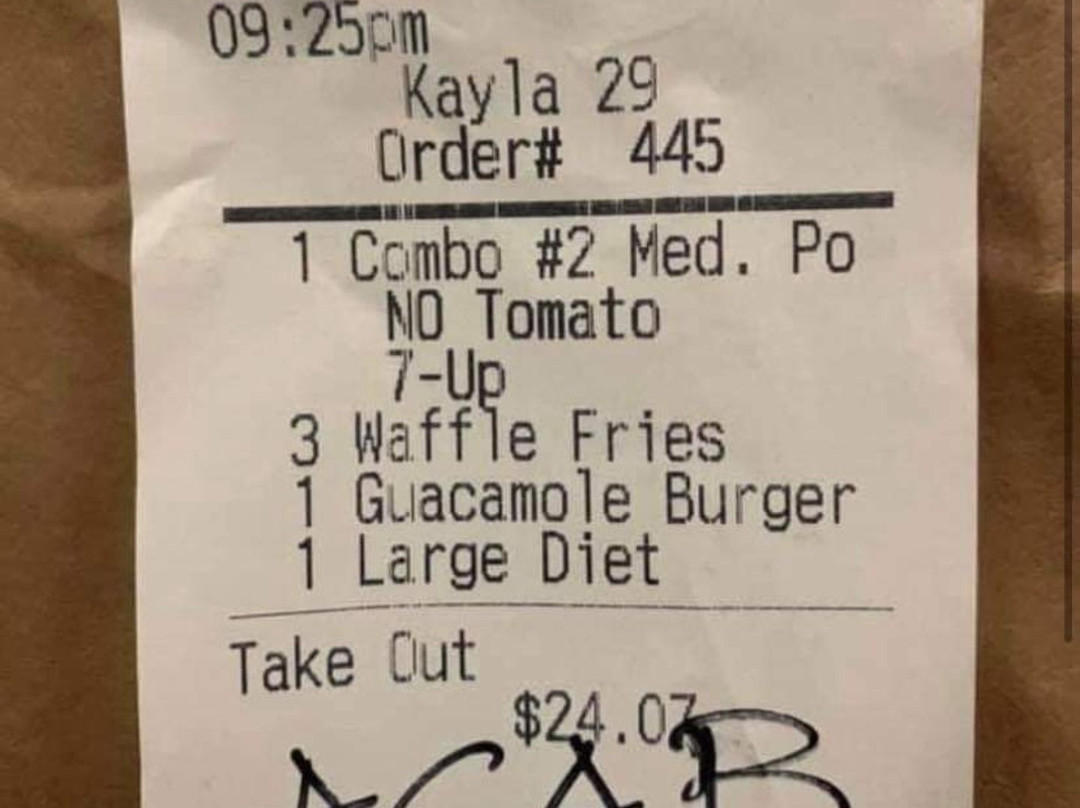 09:25pm
Kayla 29
Order# 445
1 Combo #2 Med. Po
NO Tomato
7-Up
3 Waffle Fries
1 Guacamole Burger
1 Large Diet
Take Out
$24.07
ACAB